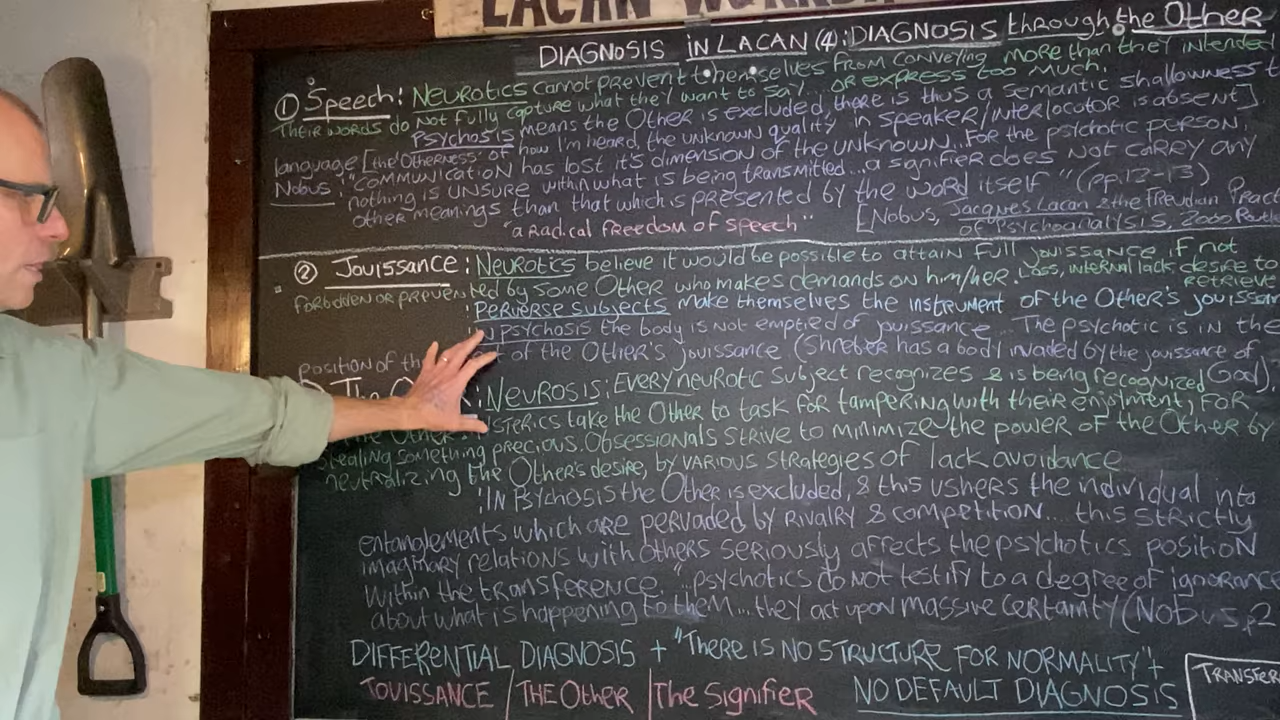 LACAN WORKSH
DIAGNOSIS IN LACAN (4): DIAGNOSIS through the Other
① Speech: NEUROTICS cannot prevent themselves FROM CONVEYING MORE than they intended
Their words do not fully capture what they want to say OR EXPRESS too much.
PSYCHOSIS means the Other is excluded, there is thus a semantic shallowness t
language [the 'Otherness' of how I'm heard, the unknown quality in speaker/interlocutor is absent]
Nobus: "COMMUNICATION has lost it's dimension of the unknown... For the psychotic person,
nothing is UNSURE within what is being transmitted... a signifier does not carry any
other meanings than that which is presented by the word itself" (pp.12-13)
"a Radical freedom of speech" [Nobus, Jacques Lacan & the Freudian Pract
of Psychoanalysis, 2000 Routle
② Jouissance: Neurotics believe it would be possible to attain full jouissance if not
forbidden or prevented by some Other who makes demands on him/her. Loss, internal lack, desire to
retrieve
: Perverse subjects make themselves the instrument of the Other's jouissan
: In psychosis the body is not emptied of jouissance... The psychotic is in the
position of th of the Other's jouissance (Shreber has a body invaded by the jouissance of
God).
: Neurosis: Every neurotic subject recognizes & is being recognized
the Other. take the Other to task for tampering with their enjoyment, for
stealing something precious. Obsessionals strive to minimize the power of the Other by
neutralizing the Other's desire, by various strategies of lack avoidance
: IN Psychosis the Other is excluded, & this ushers the individual into
entanglements which are pervaded by rivalry & competition.... this strictly
imaginary relations with others seriously affects the psychotics position
within the transference "...psychotics do not testify to a degree of ignorance
about what is happening to them... they act upon massive certainty (Nobus, p.2
DIFFERENTIAL DIAGNOSIS + "THERE IS NO STRUCTURE FOR NORMALITY" +
JOUISSANCE / THE Other / The Signifier NO DEFAULT DIAGNOSIS
TRANSFER